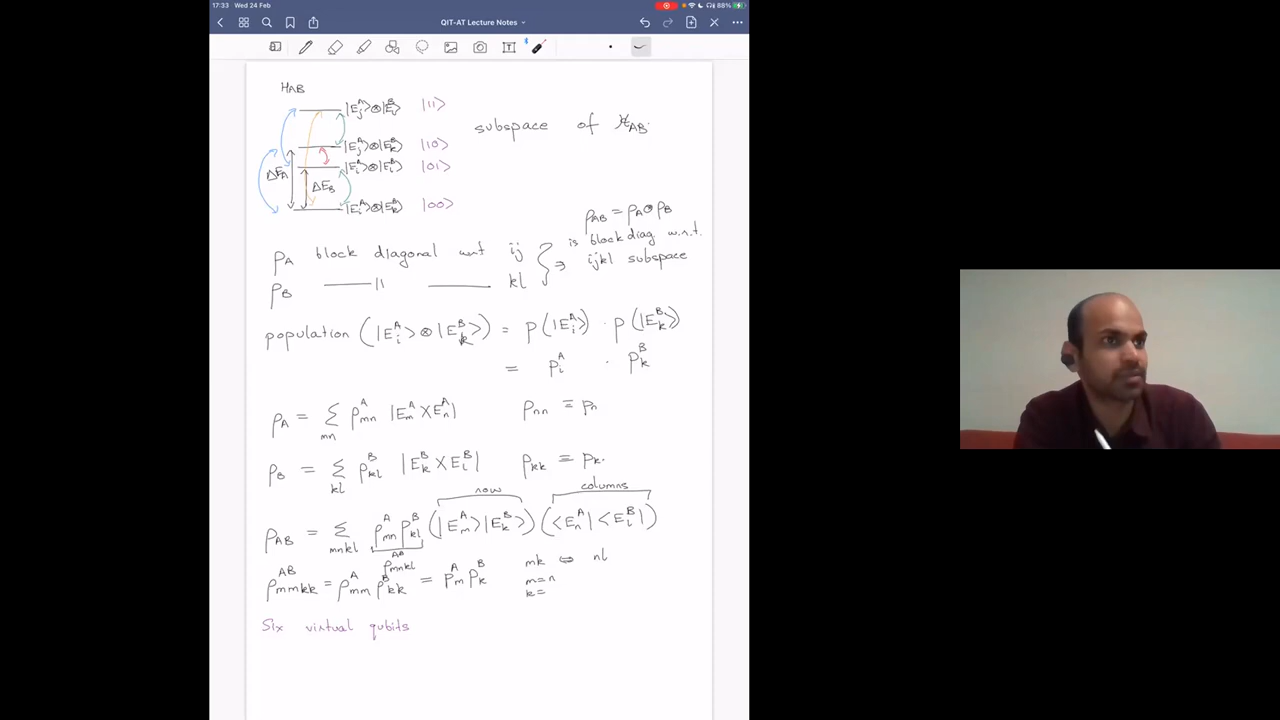 17:33 Wed 24 Feb
88%
QIT-AT Lecture Notes
H_AB
|E_j^A⟩⊗|E_l^B⟩ |11⟩
subspace of ℋ_AB.
|E_j^A⟩⊗|E_k^B⟩ |10⟩
|E_i^A⟩⊗|E_l^B⟩ |01⟩
ΔE_A
ΔE_B
|E_i^A⟩⊗|E_k^B⟩ |00⟩
ρ_AB = ρ_A⊗ρ_B
ρ_A block diagonal wrt ij } ⇒ is block diag w.r.t.
ρ_B —||— kl ijkl subspace
population (|E_i^A⟩ ⊗ |E_k^B⟩) = p(|E_i^A⟩) · p(|E_k^B⟩)
= p_i^A · p_k^B
ρ_A = Σ_mn ρ_mn^A |E_m^A⟩⟨E_n^A| ρ_nn ≡ p_n
ρ_B = Σ_kl ρ_kl^B |E_k^B⟩⟨E_l^B| ρ_kk ≡ p_k.
row columns
ρ_AB = Σ_mnkl ρ_mn^A ρ_kl^B (|E_m^A⟩|E_k^B⟩)(⟨E_n^A|⟨E_l^B|)
ρ_mnkl^AB
mk ⇔ nl
ρ_mmkk^AB = ρ_mm^A ρ_kk^B = p_m^A p_k^B m=n
k=
Six virtual qubits